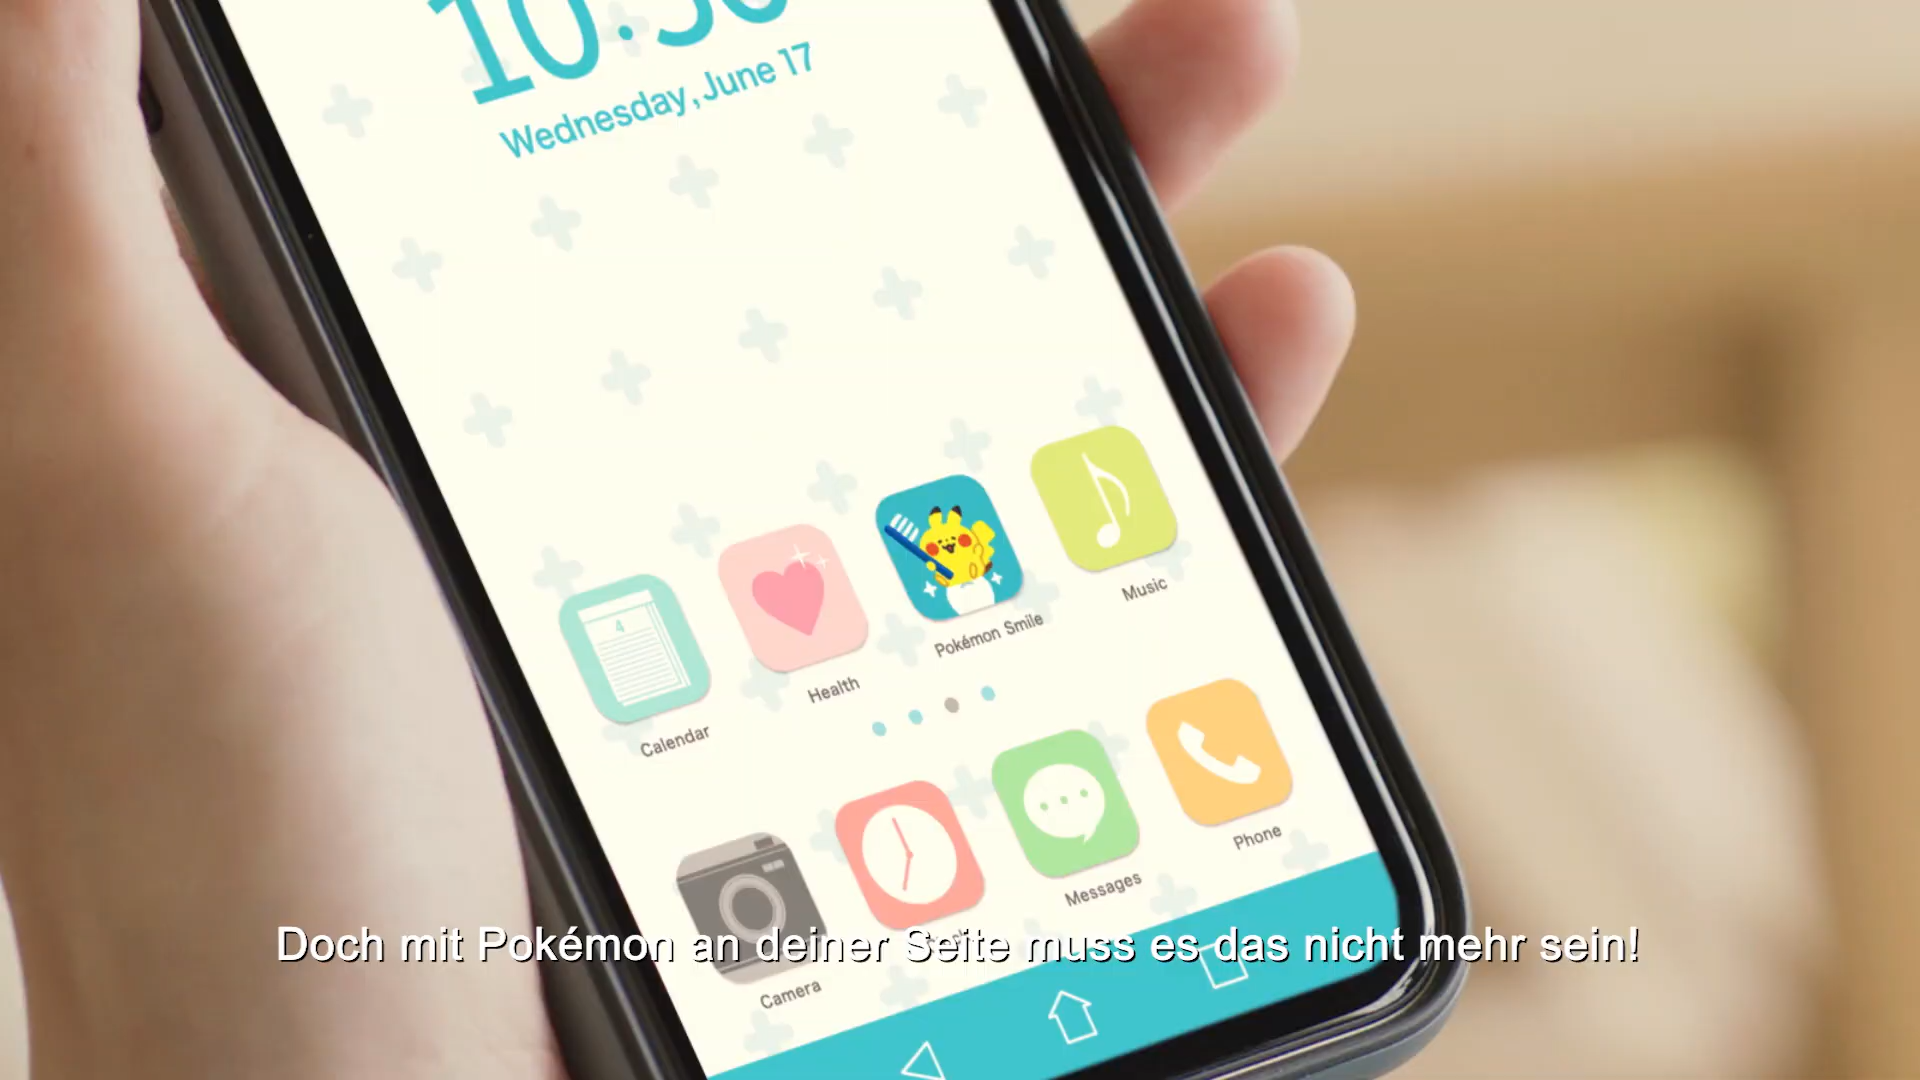 Wednesday, June 17
Music
Pokémon Smile
Health
Calendar
4
Phone
Messages
Camera
Doch mit Pokémon an deiner Seite muss es das nicht mehr sein!